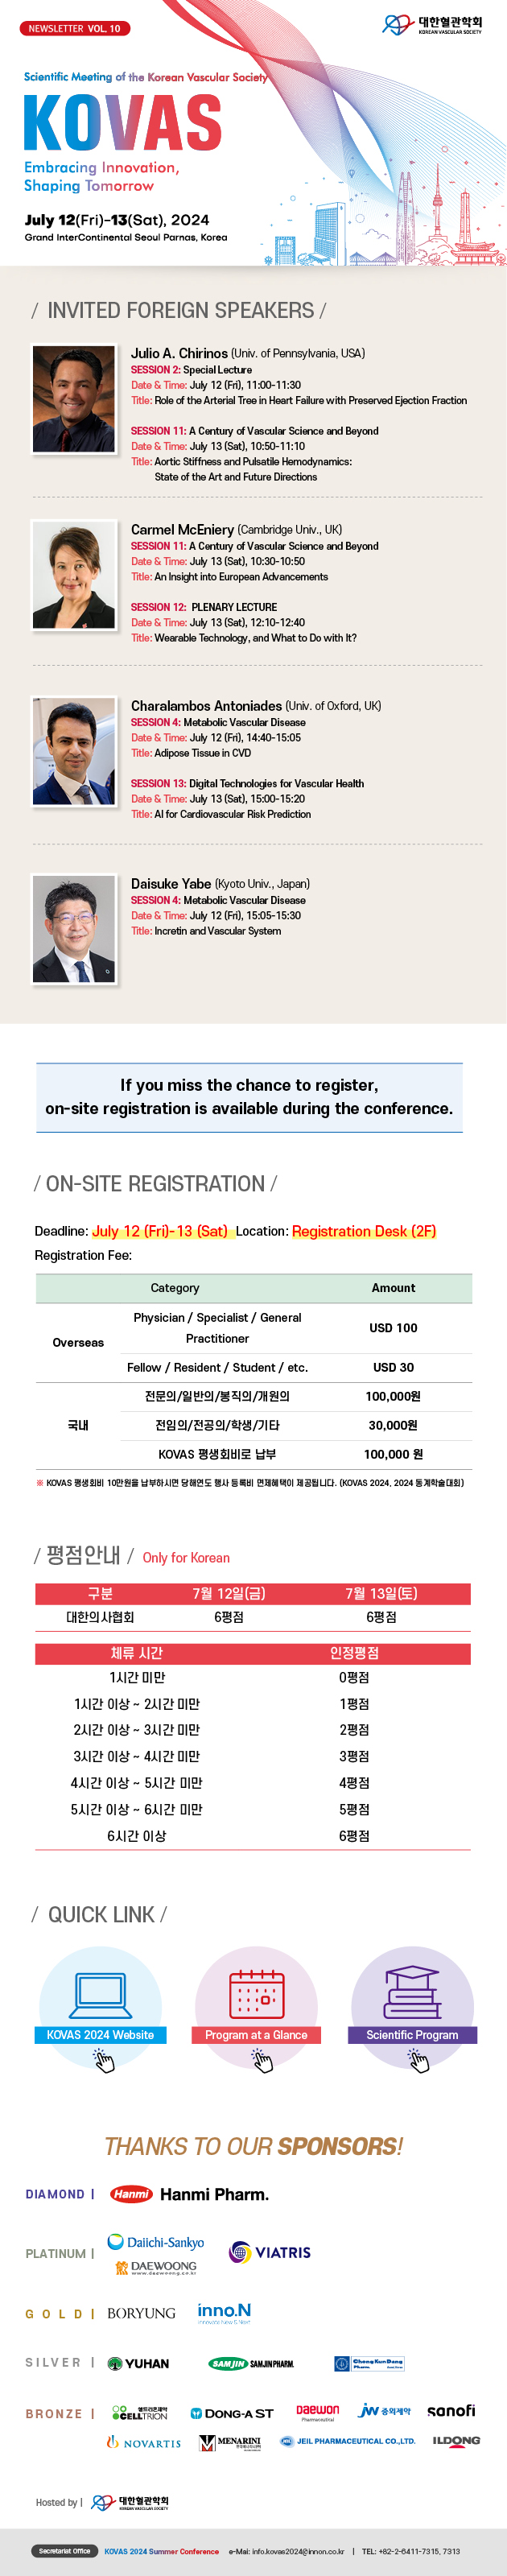 NEWSLETTER VOL. 10
대한혈관학회
KOREAN VASCULAR SOCIETY
Scientific Meeting of the Korean Vascular Society
KOVAS
Embracing Innovation,
Shaping Tomorrow
July 12(Fri)-13(Sat), 2024
Grand InterContinental Seoul Parnas, Korea
/ INVITED FOREIGN SPEAKERS /
Julio A. Chirinos (Univ. of Pennsylvania, USA)
SESSION 2: Special Lecture
Date & Time: July 12 (Fri), 11:00-11:30
Title: Role of the Arterial Tree in Heart Failure with Preserved Ejection Fraction
SESSION 11: A Century of Vascular Science and Beyond
Date & Time: July 13 (Sat), 10:50-11:10
Title: Aortic Stiffness and Pulsatile Hemodynamics:
State of the Art and Future Directions
Carmel McEniery (Cambridge Univ., UK)
SESSION 11: A Century of Vascular Science and Beyond
Date & Time: July 13 (Sat), 10:30-10:50
Title: An Insight into European Advancements
SESSION 12: PLENARY LECTURE
Date & Time: July 13 (Sat), 12:10-12:40
Title: Wearable Technology, and What to Do with It?
Charalambos Antoniades (Univ. of Oxford, UK)
SESSION 4: Metabolic Vascular Disease
Date & Time: July 12 (Fri), 14:40-15:05
Title: Adipose Tissue in CVD
SESSION 13: Digital Technologies for Vascular Health
Date & Time: July 13 (Sat), 15:00-15:20
Title: AI for Cardiovascular Risk Prediction
Daisuke Yabe (Kyoto Univ., Japan)
SESSION 4: Metabolic Vascular Disease
Date & Time: July 12 (Fri), 15:05-15:30
Title: Incretin and Vascular System
If you miss the chance to register,
on-site registration is available during the conference.
/ ON-SITE REGISTRATION /
Deadline: July 12 (Fri)-13 (Sat) Location: Registration Desk (2F)
Registration Fee:
Category Amount
Overseas Physician / Specialist / General Practitioner USD 100
Fellow / Resident / Student / etc. USD 30
국내 전문의/일반의/봉직의/개원의 100,000원
전임의/전공의/학생/기타 30,000원
KOVAS 평생회비로 납부 100,000 원
※ KOVAS 평생회비 10만원을 납부하시면 당해연도 행사 등록비 면제혜택이 제공됩니다. (KOVAS 2024, 2024 동계학술대회)
/ 평점안내 / Only for Korean
구분 7월 12일(금) 7월 13일(토)
대한의사협회 6평점 6평점
체류 시간 인정평점
1시간 미만 0평점
1시간 이상 ~ 2시간 미만 1평점
2시간 이상 ~ 3시간 미만 2평점
3시간 이상 ~ 4시간 미만 3평점
4시간 이상 ~ 5시간 미만 4평점
5시간 이상 ~ 6시간 미만 5평점
6시간 이상 6평점
/ QUICK LINK /
KOVAS 2024 Website
Program at a Glance
Scientific Program
THANKS TO OUR SPONSORS!
DIAMOND | Hanmi Hanmi Pharm.
PLATINUM | Daiichi-Sankyo VIATRIS
DAEWOONG
www.daewoong.co.kr
GOLD | BORYUNG inno.N
SILVER | YUHAN SAMJIN SAMJIN PHARM. Chong Kun Dang
Pharm
BRONZE | 셀트리온제약 CELLTRION DONG-A ST Daewon Pharmaceutical JW 중외제약 sanofi
NOVARTIS MENARINI JEIL PHARMACEUTICAL CO.,LTD. ILDONG
Hosted by | 대한혈관학회
KOREAN VASCULAR SOCIETY
Secretariat Office KOVAS 2024 Summer Conference e-Mai: info.kovas2024@innon.co.kr | TEL: +82-2-6411-7315, 7313